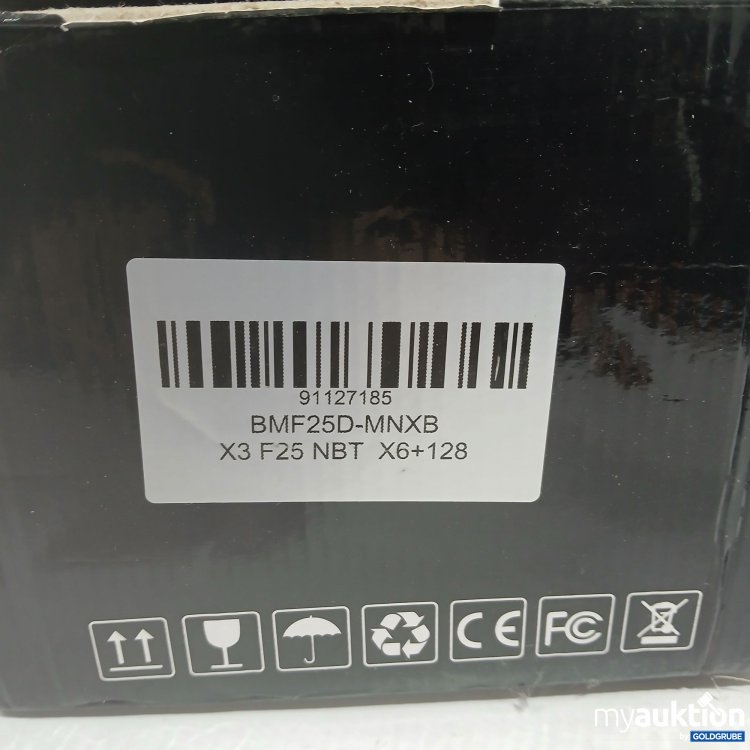 91127185
BMF25D-MNXB
X3 F25 NBT X6+128
CE FC
myauktion
by GOLDGRUBE